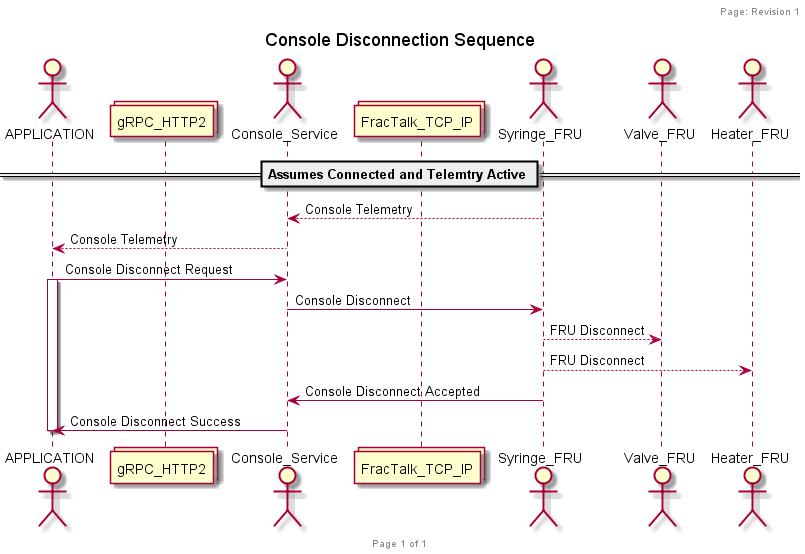 Page: Revision 1
Console Disconnection Sequence
APPLICATION
gRPC_HTTP2
Console_Service
FracTalk_TCP_IP
Syringe_FRU
Valve_FRU
Heater_FRU
Assumes Connected and Telemtry Active
Console Telemetry
Console Telemetry
Console Disconnect Request
Console Disconnect
FRU Disconnect
FRU Disconnect
Console Disconnect Accepted
Console Disconnect Success
APPLICATION
gRPC_HTTP2
Console_Service
FracTalk_TCP_IP
Syringe_FRU
Valve_FRU
Heater_FRU
Page 1 of 1